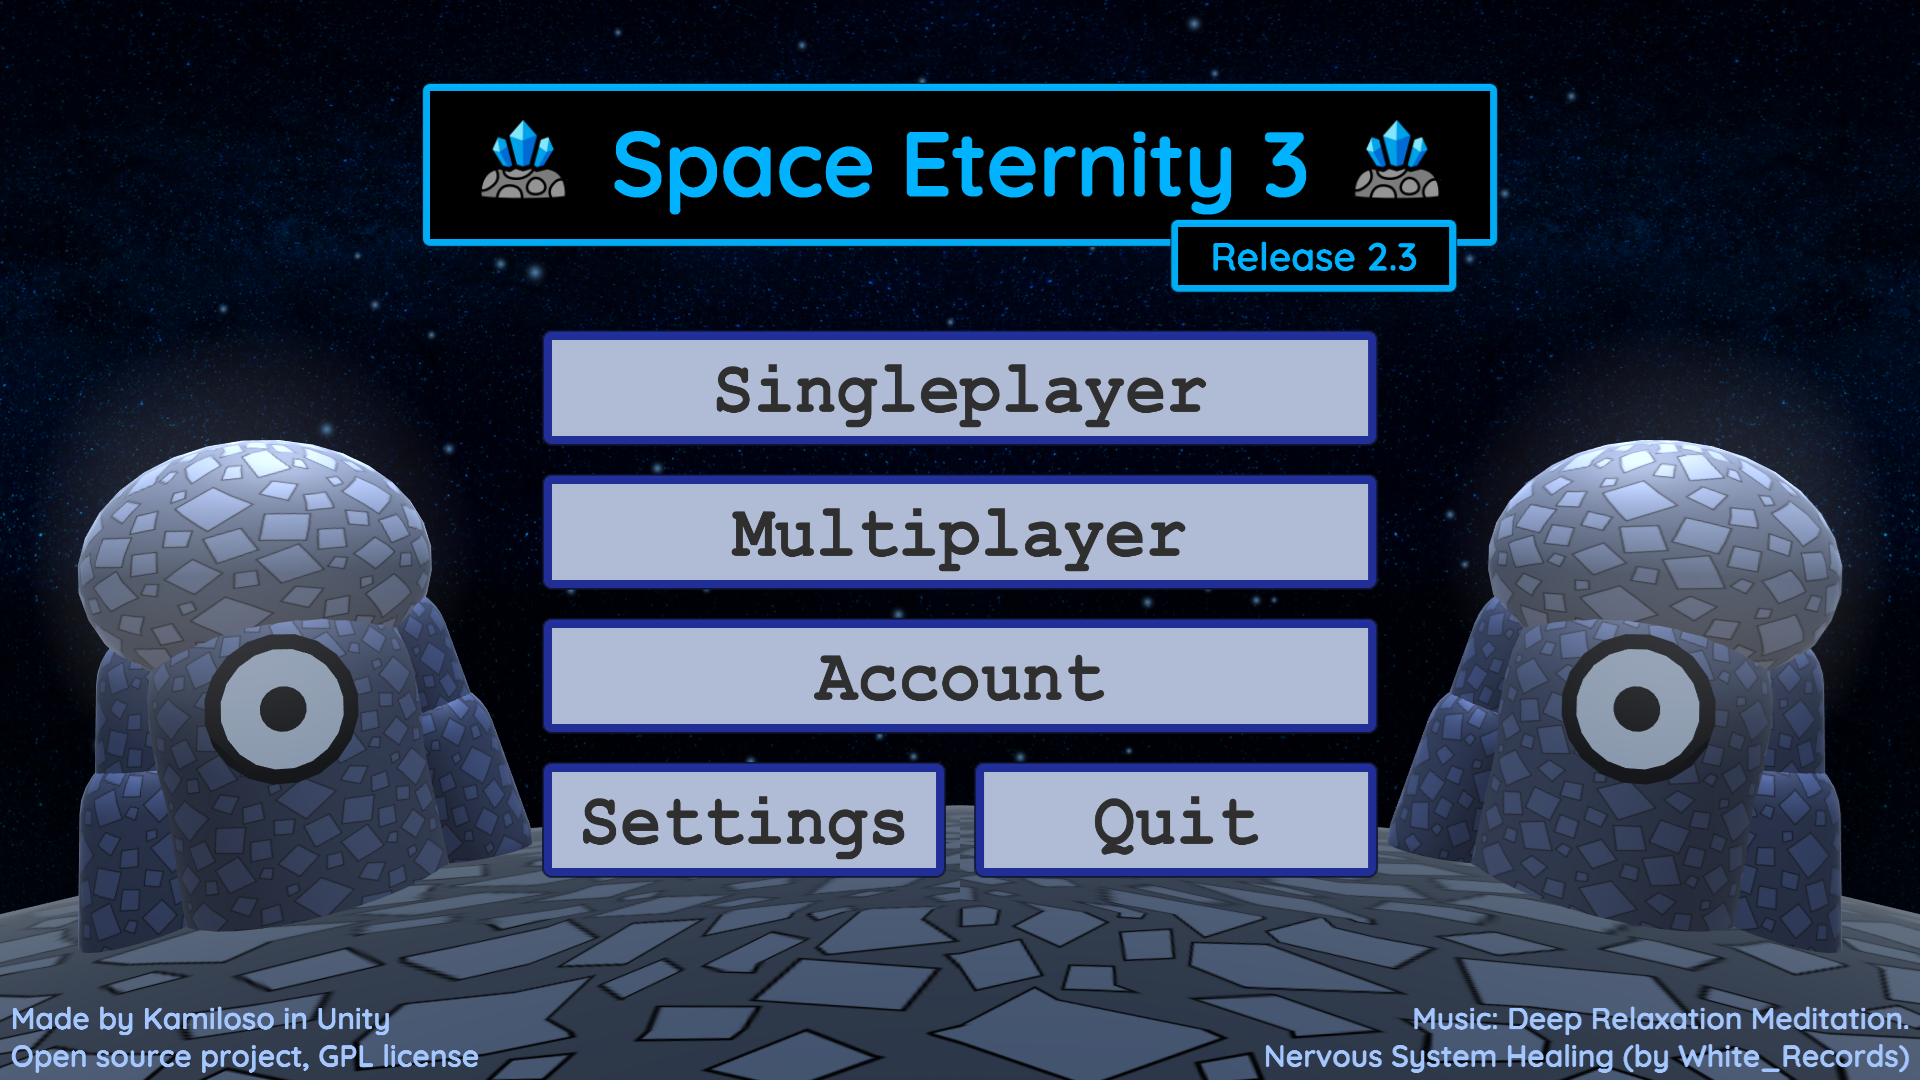 Space Eternity 3
Release 2.3
Singleplayer
Multiplayer
Account
Settings
Quit
Made by Kamiloso in Unity
Open source project, GPL license
Music: Deep Relaxation Meditation.
Nervous System Healing (by White_Records)